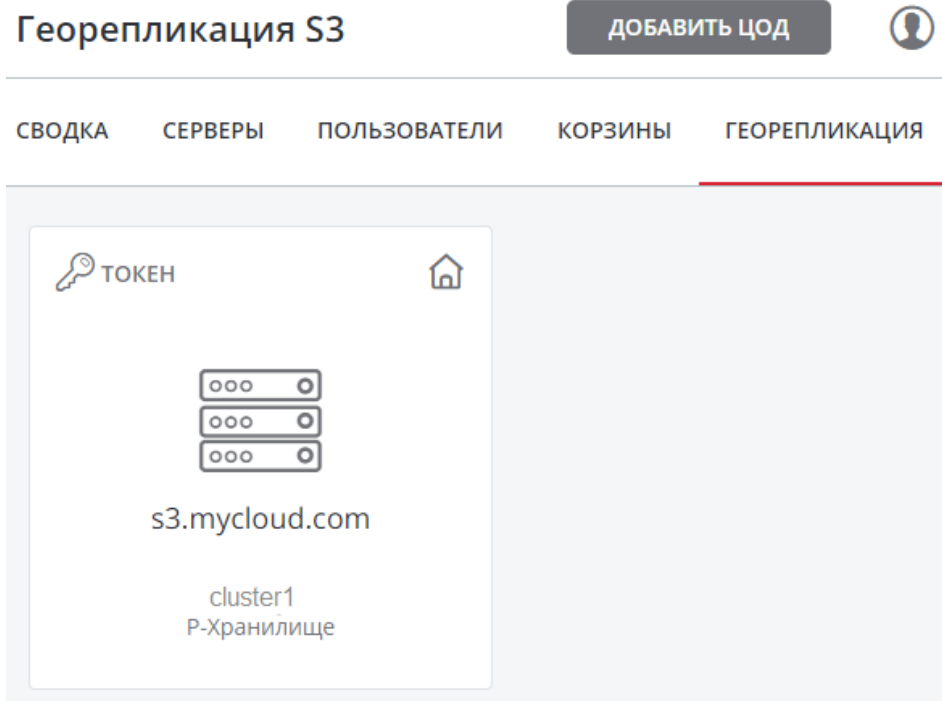 Георепликация S3
ДОБАВИТЬ ЦОД
СВОДКА СЕРВЕРЫ ПОЛЬЗОВАТЕЛИ КОРЗИНЫ ГЕОРЕПЛИКАЦИЯ
ТОКЕН
s3.mycloud.com
cluster1
Р-Хранилище